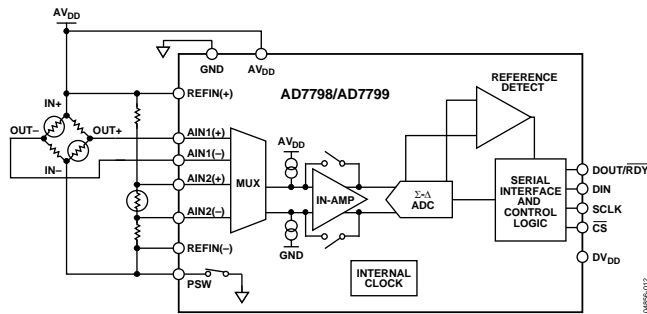 AVDD
GND
AVDD
REFIN(+)
AD7798/AD7799
REFERENCE
DETECT
IN+
OUT–
OUT+
IN–
AIN1(+)
AIN1(–)
AIN2(+)
AIN2(–)
REFIN(–)
PSW
MUX
AVDD
IN-AMP
GND
Σ-Δ
ADC
INTERNAL
CLOCK
SERIAL
INTERFACE
AND
CONTROL
LOGIC
DOUT/RDY
DIN
SCLK
CS
DVDD
04856-012